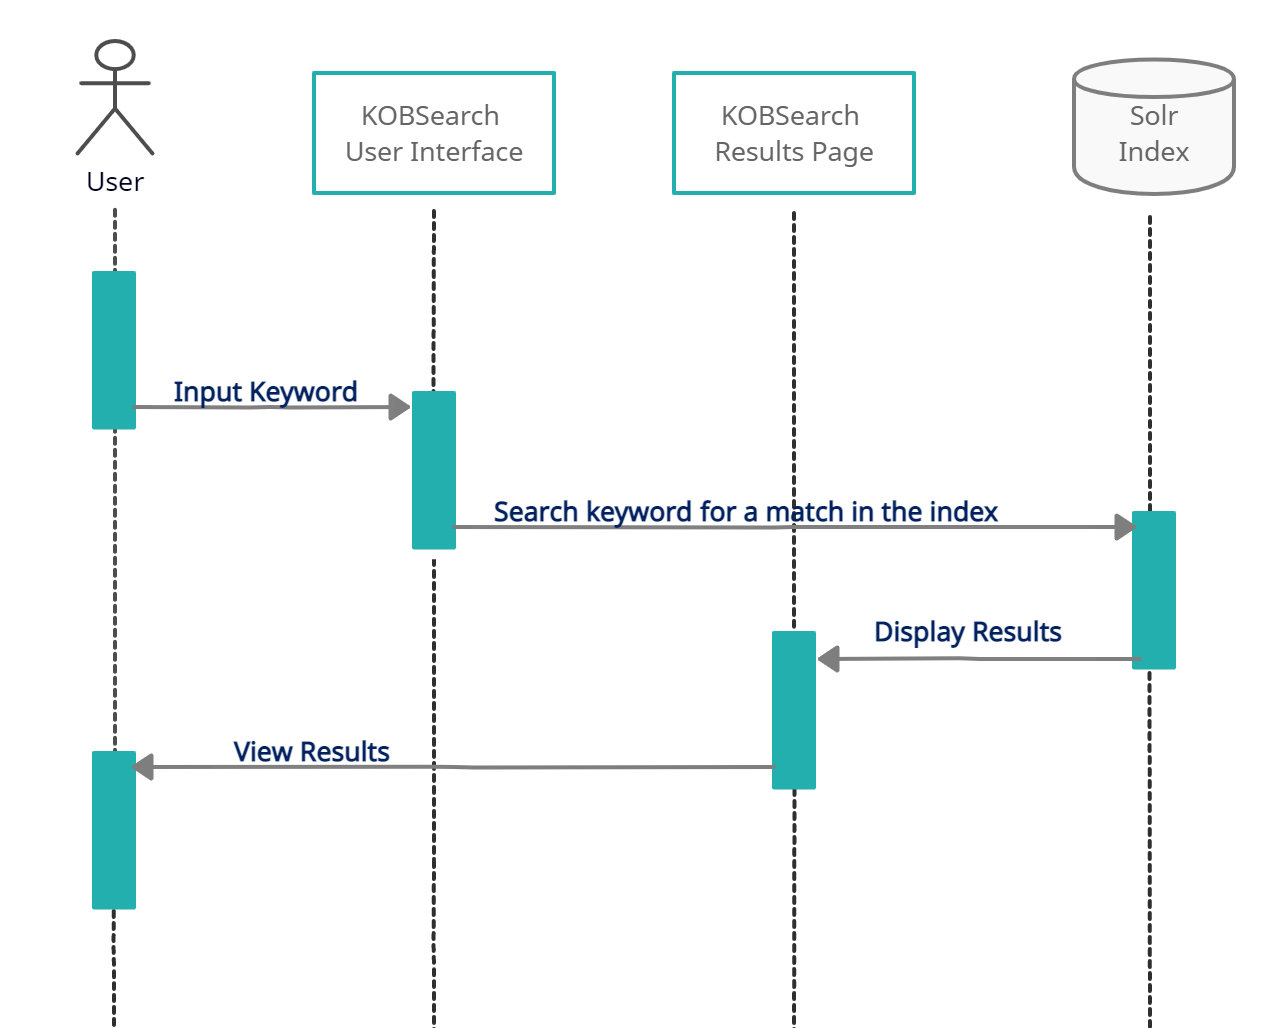 KOBSearch
User Interface
KOBSearch
Results Page
Solr
Index
User
Input Keyword
Search keyword for a match in the index
Display Results
View Results